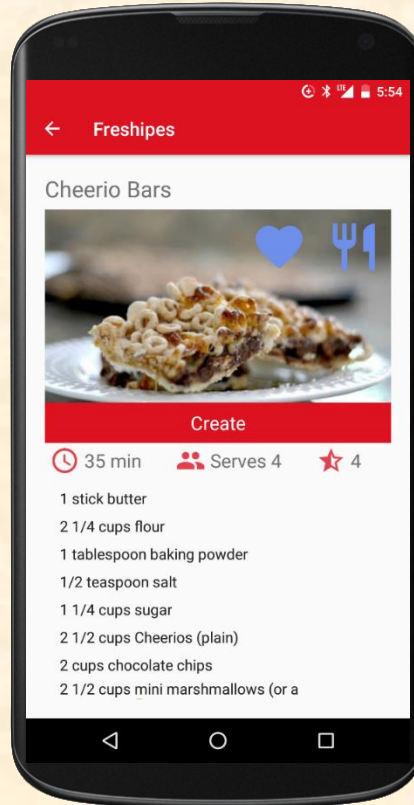 LTE 5:54
Freshipes
Cheerio Bars
Create
35 min Serves 4 4
1 stick butter
2 1/4 cups flour
1 tablespoon baking powder
1/2 teaspoon salt
1 1/4 cups sugar
2 1/2 cups Cheerios (plain)
2 cups chocolate chips
2 1/2 cups mini marshmallows (or a